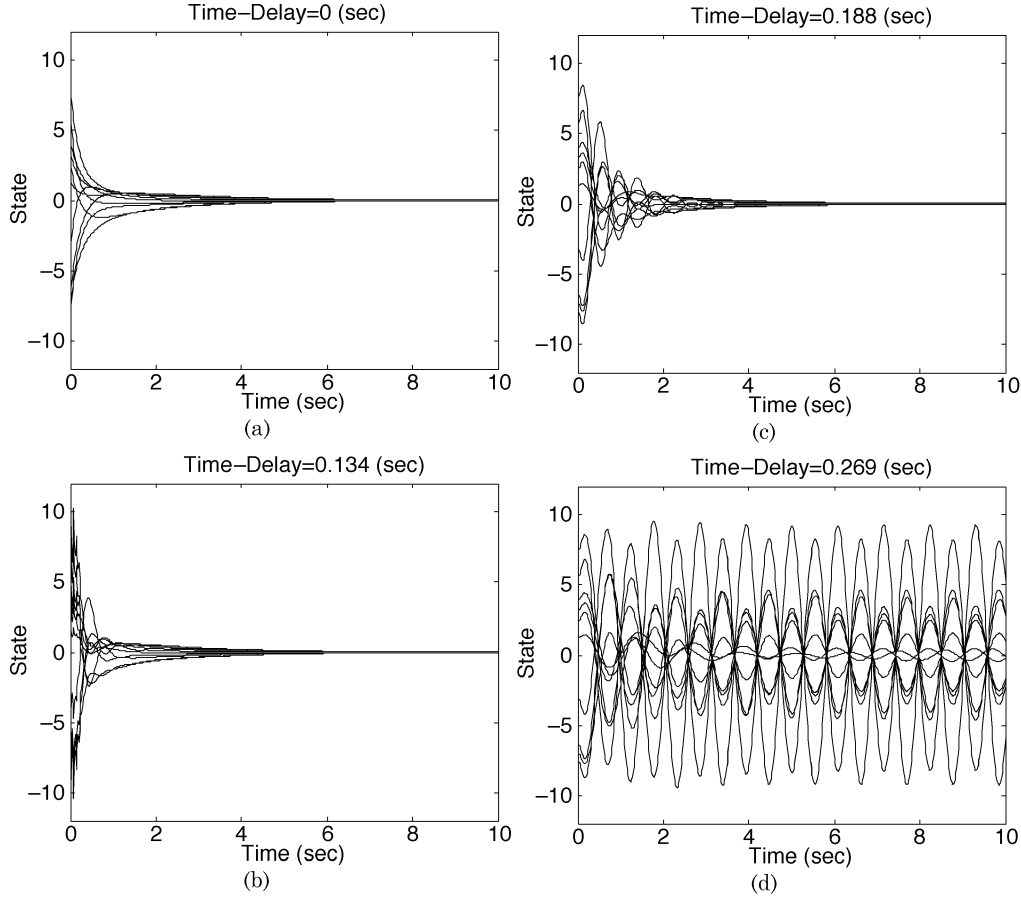 Time–Delay=0 (sec)
State
10
5
0
−5
−10
0 2 4 6 8 10
Time (sec)
(a)
Time–Delay=0.188 (sec)
State
10
5
0
−5
−10
0 2 4 6 8 10
Time (sec)
(c)
Time–Delay=0.134 (sec)
State
10
5
0
−5
−10
0 2 4 6 8 10
Time (sec)
(b)
Time–Delay=0.269 (sec)
State
10
5
0
−5
−10
0 2 4 6 8 10
Time (sec)
(d)